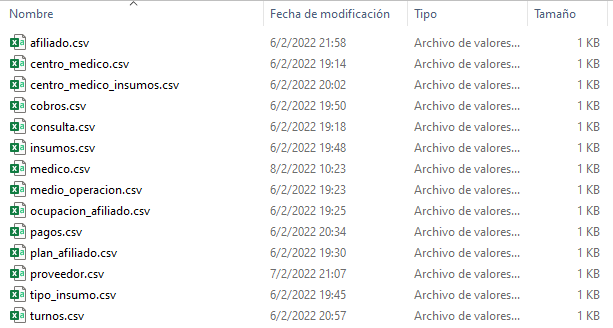 Nombre Fecha de modificación Tipo Tamaño
afiliado.csv 6/2/2022 21:58 Archivo de valores... 1 KB
centro_medico.csv 6/2/2022 19:14 Archivo de valores... 1 KB
centro_medico_insumos.csv 6/2/2022 20:02 Archivo de valores... 1 KB
cobros.csv 6/2/2022 19:50 Archivo de valores... 1 KB
consulta.csv 6/2/2022 19:18 Archivo de valores... 1 KB
insumos.csv 6/2/2022 19:48 Archivo de valores... 1 KB
medico.csv 8/2/2022 10:23 Archivo de valores... 1 KB
medio_operacion.csv 6/2/2022 19:23 Archivo de valores... 1 KB
ocupacion_afiliado.csv 6/2/2022 19:25 Archivo de valores... 1 KB
pagos.csv 6/2/2022 20:34 Archivo de valores... 1 KB
plan_afiliado.csv 6/2/2022 19:30 Archivo de valores... 1 KB
proveedor.csv 7/2/2022 21:07 Archivo de valores... 1 KB
tipo_insumo.csv 6/2/2022 19:45 Archivo de valores... 1 KB
turnos.csv 6/2/2022 20:57 Archivo de valores... 1 KB